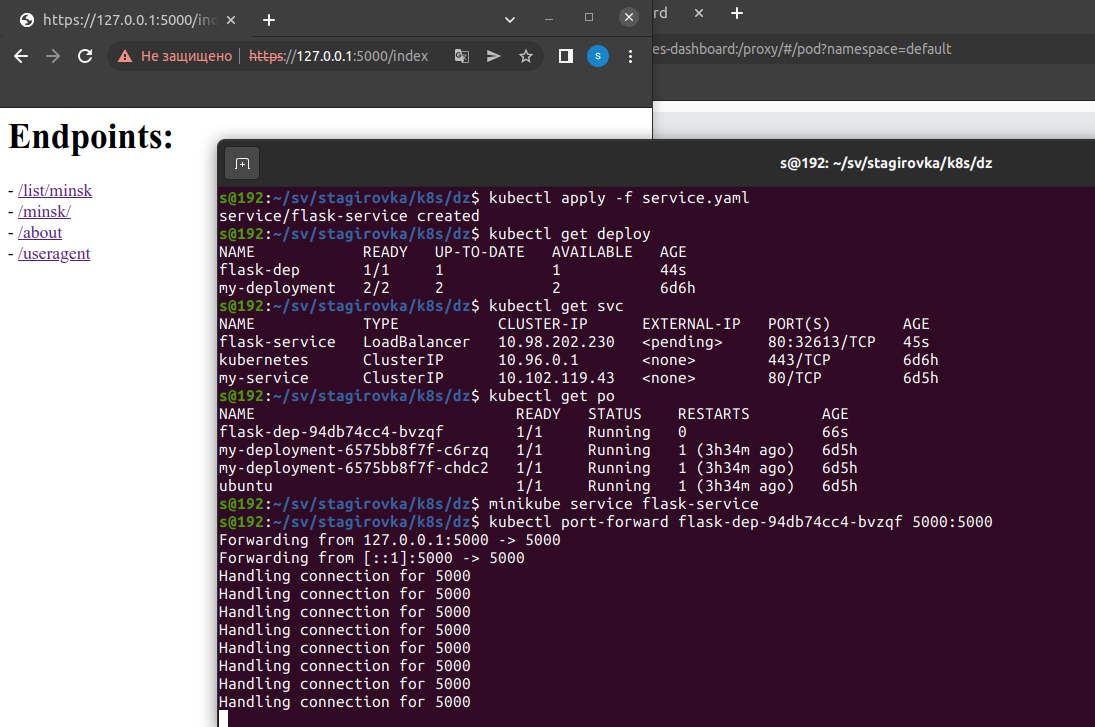 https://127.0.0.1:5000/ind
rd
Не защищено
https://127.0.0.1:5000/index
s
es-dashboard:/proxy/#/pod?namespace=default
Endpoints:
- /list/minsk
- /minsk/
- /about
- /useragent
s@192: ~/sv/stagirovka/k8s/dz
s@192:~/sv/stagirovka/k8s/dz$ kubectl apply -f service.yaml
service/flask-service created
s@192:~/sv/stagirovka/k8s/dz$ kubectl get deploy
NAME READY UP-TO-DATE AVAILABLE AGE
flask-dep 1/1 1 1 44s
my-deployment 2/2 2 2 6d6h
s@192:~/sv/stagirovka/k8s/dz$ kubectl get svc
NAME TYPE CLUSTER-IP EXTERNAL-IP PORT(S) AGE
flask-service LoadBalancer 10.98.202.230 <pending> 80:32613/TCP 45s
kubernetes ClusterIP 10.96.0.1 <none> 443/TCP 6d6h
my-service ClusterIP 10.102.119.43 <none> 80/TCP 6d5h
s@192:~/sv/stagirovka/k8s/dz$ kubectl get po
NAME READY STATUS RESTARTS AGE
flask-dep-94db74cc4-bvzqf 1/1 Running 0 66s
my-deployment-6575bb8f7f-c6rzq 1/1 Running 1 (3h34m ago) 6d5h
my-deployment-6575bb8f7f-chdc2 1/1 Running 1 (3h34m ago) 6d5h
ubuntu 1/1 Running 1 (3h34m ago) 6d5h
s@192:~/sv/stagirovka/k8s/dz$ minikube service flask-service
s@192:~/sv/stagirovka/k8s/dz$ kubectl port-forward flask-dep-94db74cc4-bvzqf 5000:5000
Forwarding from 127.0.0.1:5000 -> 5000
Forwarding from [::1]:5000 -> 5000
Handling connection for 5000
Handling connection for 5000
Handling connection for 5000
Handling connection for 5000
Handling connection for 5000
Handling connection for 5000
Handling connection for 5000
Handling connection for 5000